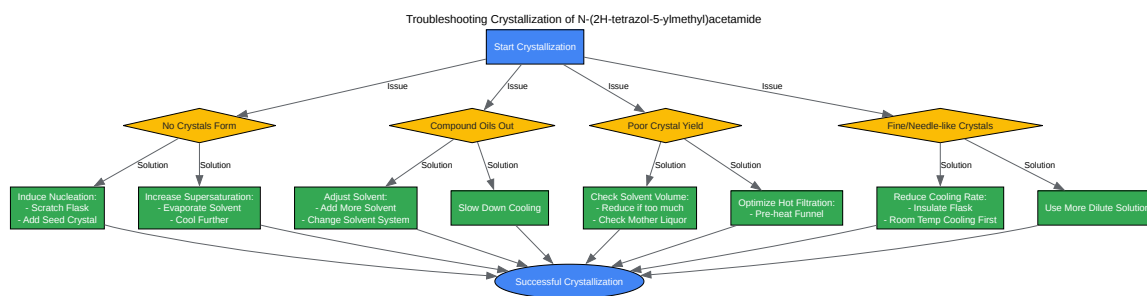 Troubleshooting Crystallization of N-(2H-tetrazol-5-ylmethyl)acetamide
Start Crystallization
Issue
Issue
Issue
Issue
No Crystals Form
Compound Oils Out
Poor Crystal Yield
Fine/Needle-like Crystals
Solution
Solution
Solution
Solution
Solution
Solution
Solution
Solution
Induce Nucleation:
- Scratch Flask
- Add Seed Crystal
Increase Supersaturation:
- Evaporate Solvent
- Cool Further
Adjust Solvent:
- Add More Solvent
- Change Solvent System
Slow Down Cooling
Check Solvent Volume:
- Reduce if too much
- Check Mother Liquor
Optimize Hot Filtration:
- Pre-heat Funnel
Reduce Cooling Rate:
- Insulate Flask
- Room Temp Cooling First
Use More Dilute Solution
Successful Crystallization